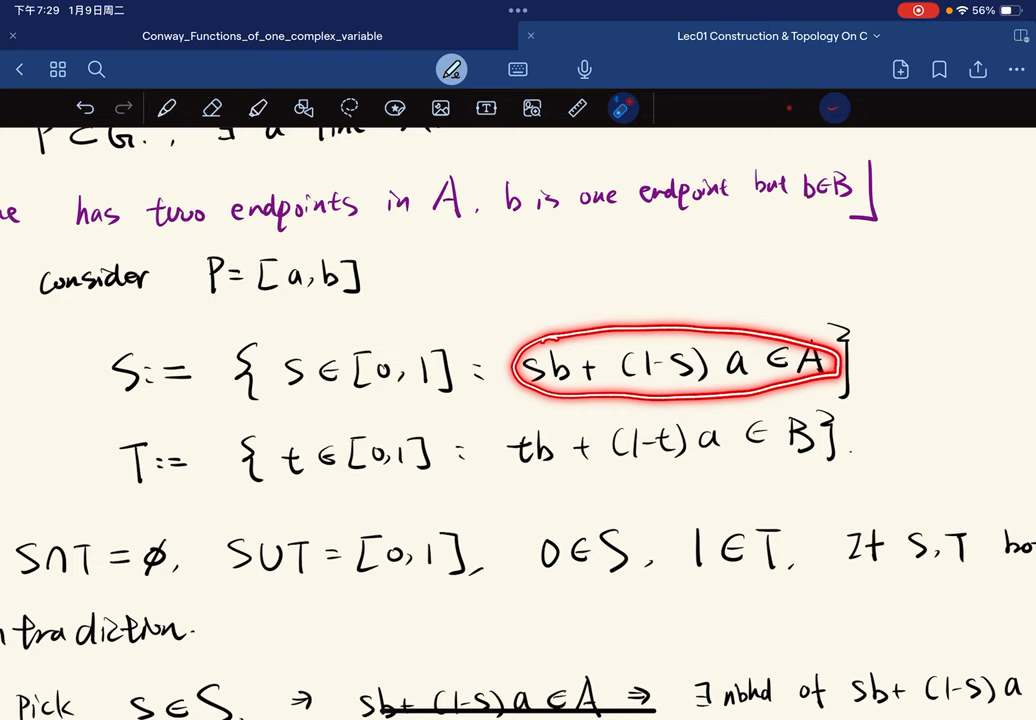 下午7:29 1月9日周二
56%
Conway_Functions_of_one_complex_variable
Lec01 Construction & Topology On C
P ⊂ G. , ∃ a line
has two endpoints in A, b is one endpoint but b∈B]
consider P = [a, b]
S := { s ∈ [0, 1] : sb + (1-s) a ∈ A}
T := { t ∈ [0,1] : tb + (1-t) a ∈ B}.
S∩T = ∅, S∪T = [0, 1], 0∈S, 1∈T. If S,T
Pick s∈S. ⇒ sb+ (1-s)a ∈A ⇒ ∃ nbhd of sb+ (1-s)a